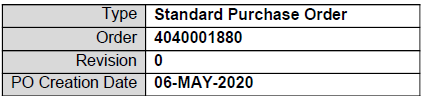 Type Standard Purchase Order
Order 4040001880
Revision 0
PO Creation Date 06-MAY-2020